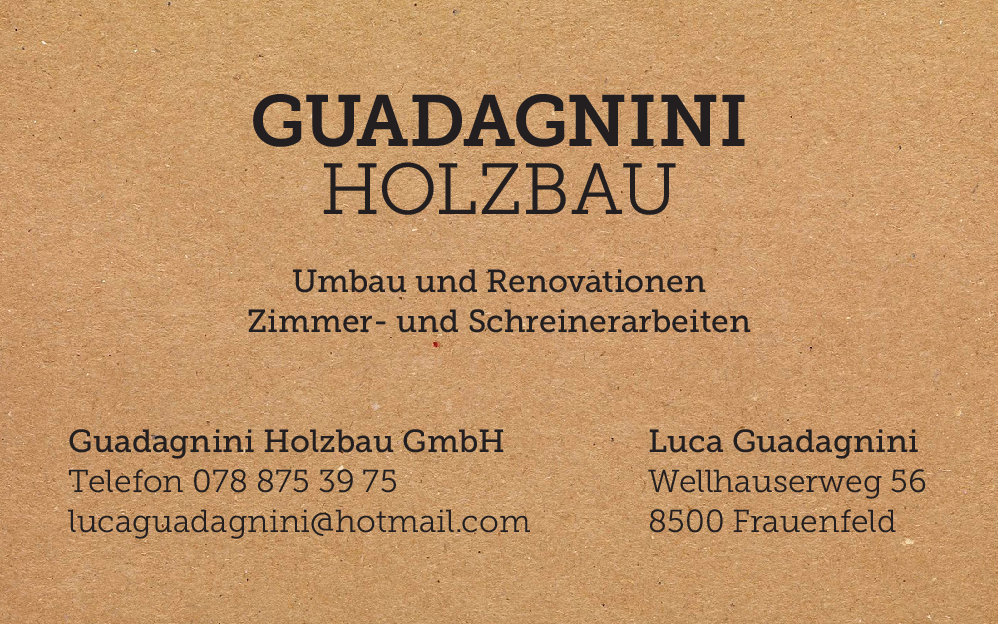 GUADAGNINI
HOLZBAU
Umbau und Renovationen
Zimmer- und Schreinerarbeiten
Guadagnini Holzbau GmbH
Telefon 078 875 39 75
lucaguadagnini@hotmail.com
Luca Guadagnini
Wellhauserweg 56
8500 Frauenfeld